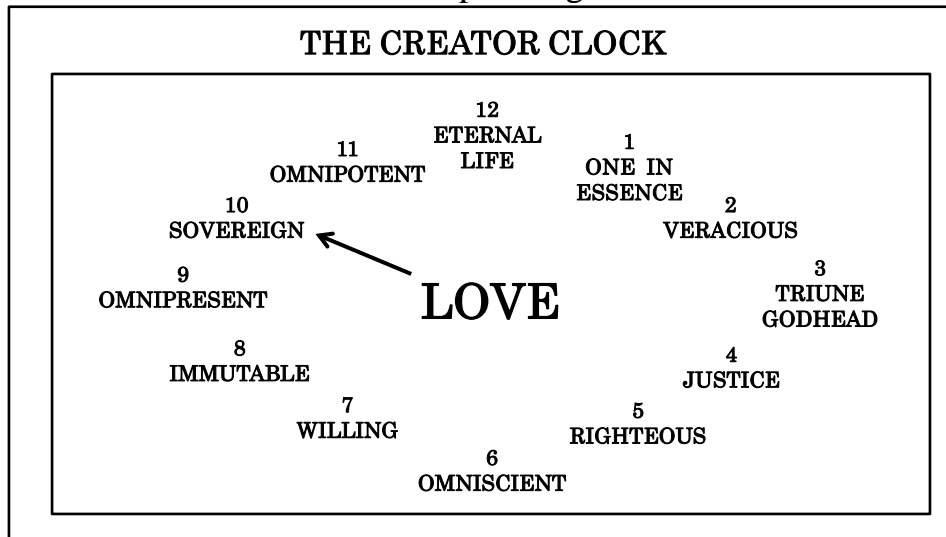 THE CREATOR CLOCK
12
ETERNAL
LIFE
1
ONE IN
ESSENCE
2
VERACIOUS
3
TRIUNE
GODHEAD
4
JUSTICE
5
RIGHTEOUS
6
OMNISCIENT
7
WILLING
8
IMMUTABLE
9
OMNIPRESENT
10
SOVEREIGN
11
OMNIPOTENT
LOVE